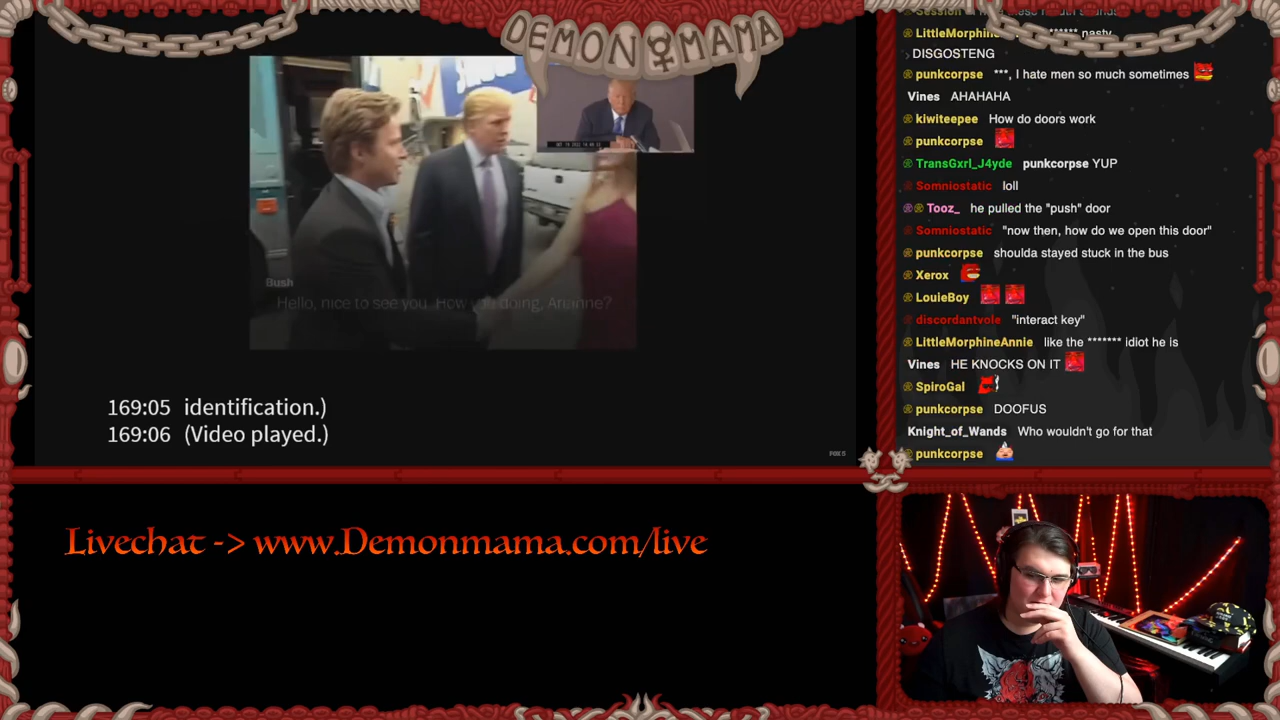 DEMON MAMA
Bush
Hello, nice to see you. How you doing, Arianne?
169:05 identification.)
169:06 (Video played.)
FOX 5
Livechat -> www.Demonmama.com/live
LittleMorphine ****** nasty
DISGOSTENG
punkcorpse ***, I hate men so much sometimes
Vines AHAHAHA
kiwiteepee How do doors work
punkcorpse
TransGxrl_J4yde punkcorpse YUP
Somniostatic loll
Tooz_ he pulled the "push" door
Somniostatic "now then, how do we open this door"
punkcorpse shoulda stayed stuck in the bus
Xerox
LouieBoy
discordantvole "interact key"
LittleMorphineAnnie like the ******* idiot he is
Vines HE KNOCKS ON IT
SpiroGal
punkcorpse DOOFUS
Knight_of_Wands Who wouldn't go for that
punkcorpse